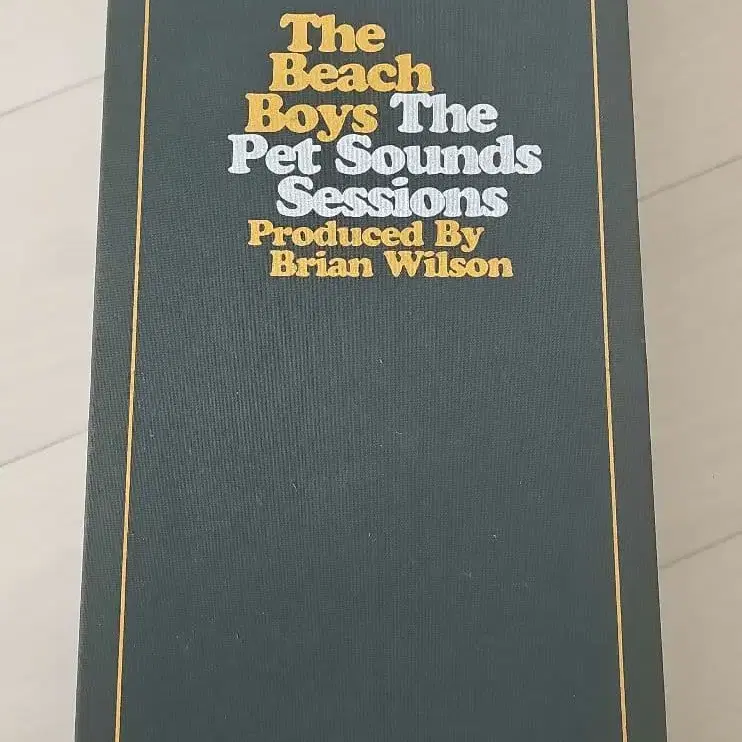 The
Beach
Boys The
Pet Sounds
Sessions
Produced By
Brian Wilson